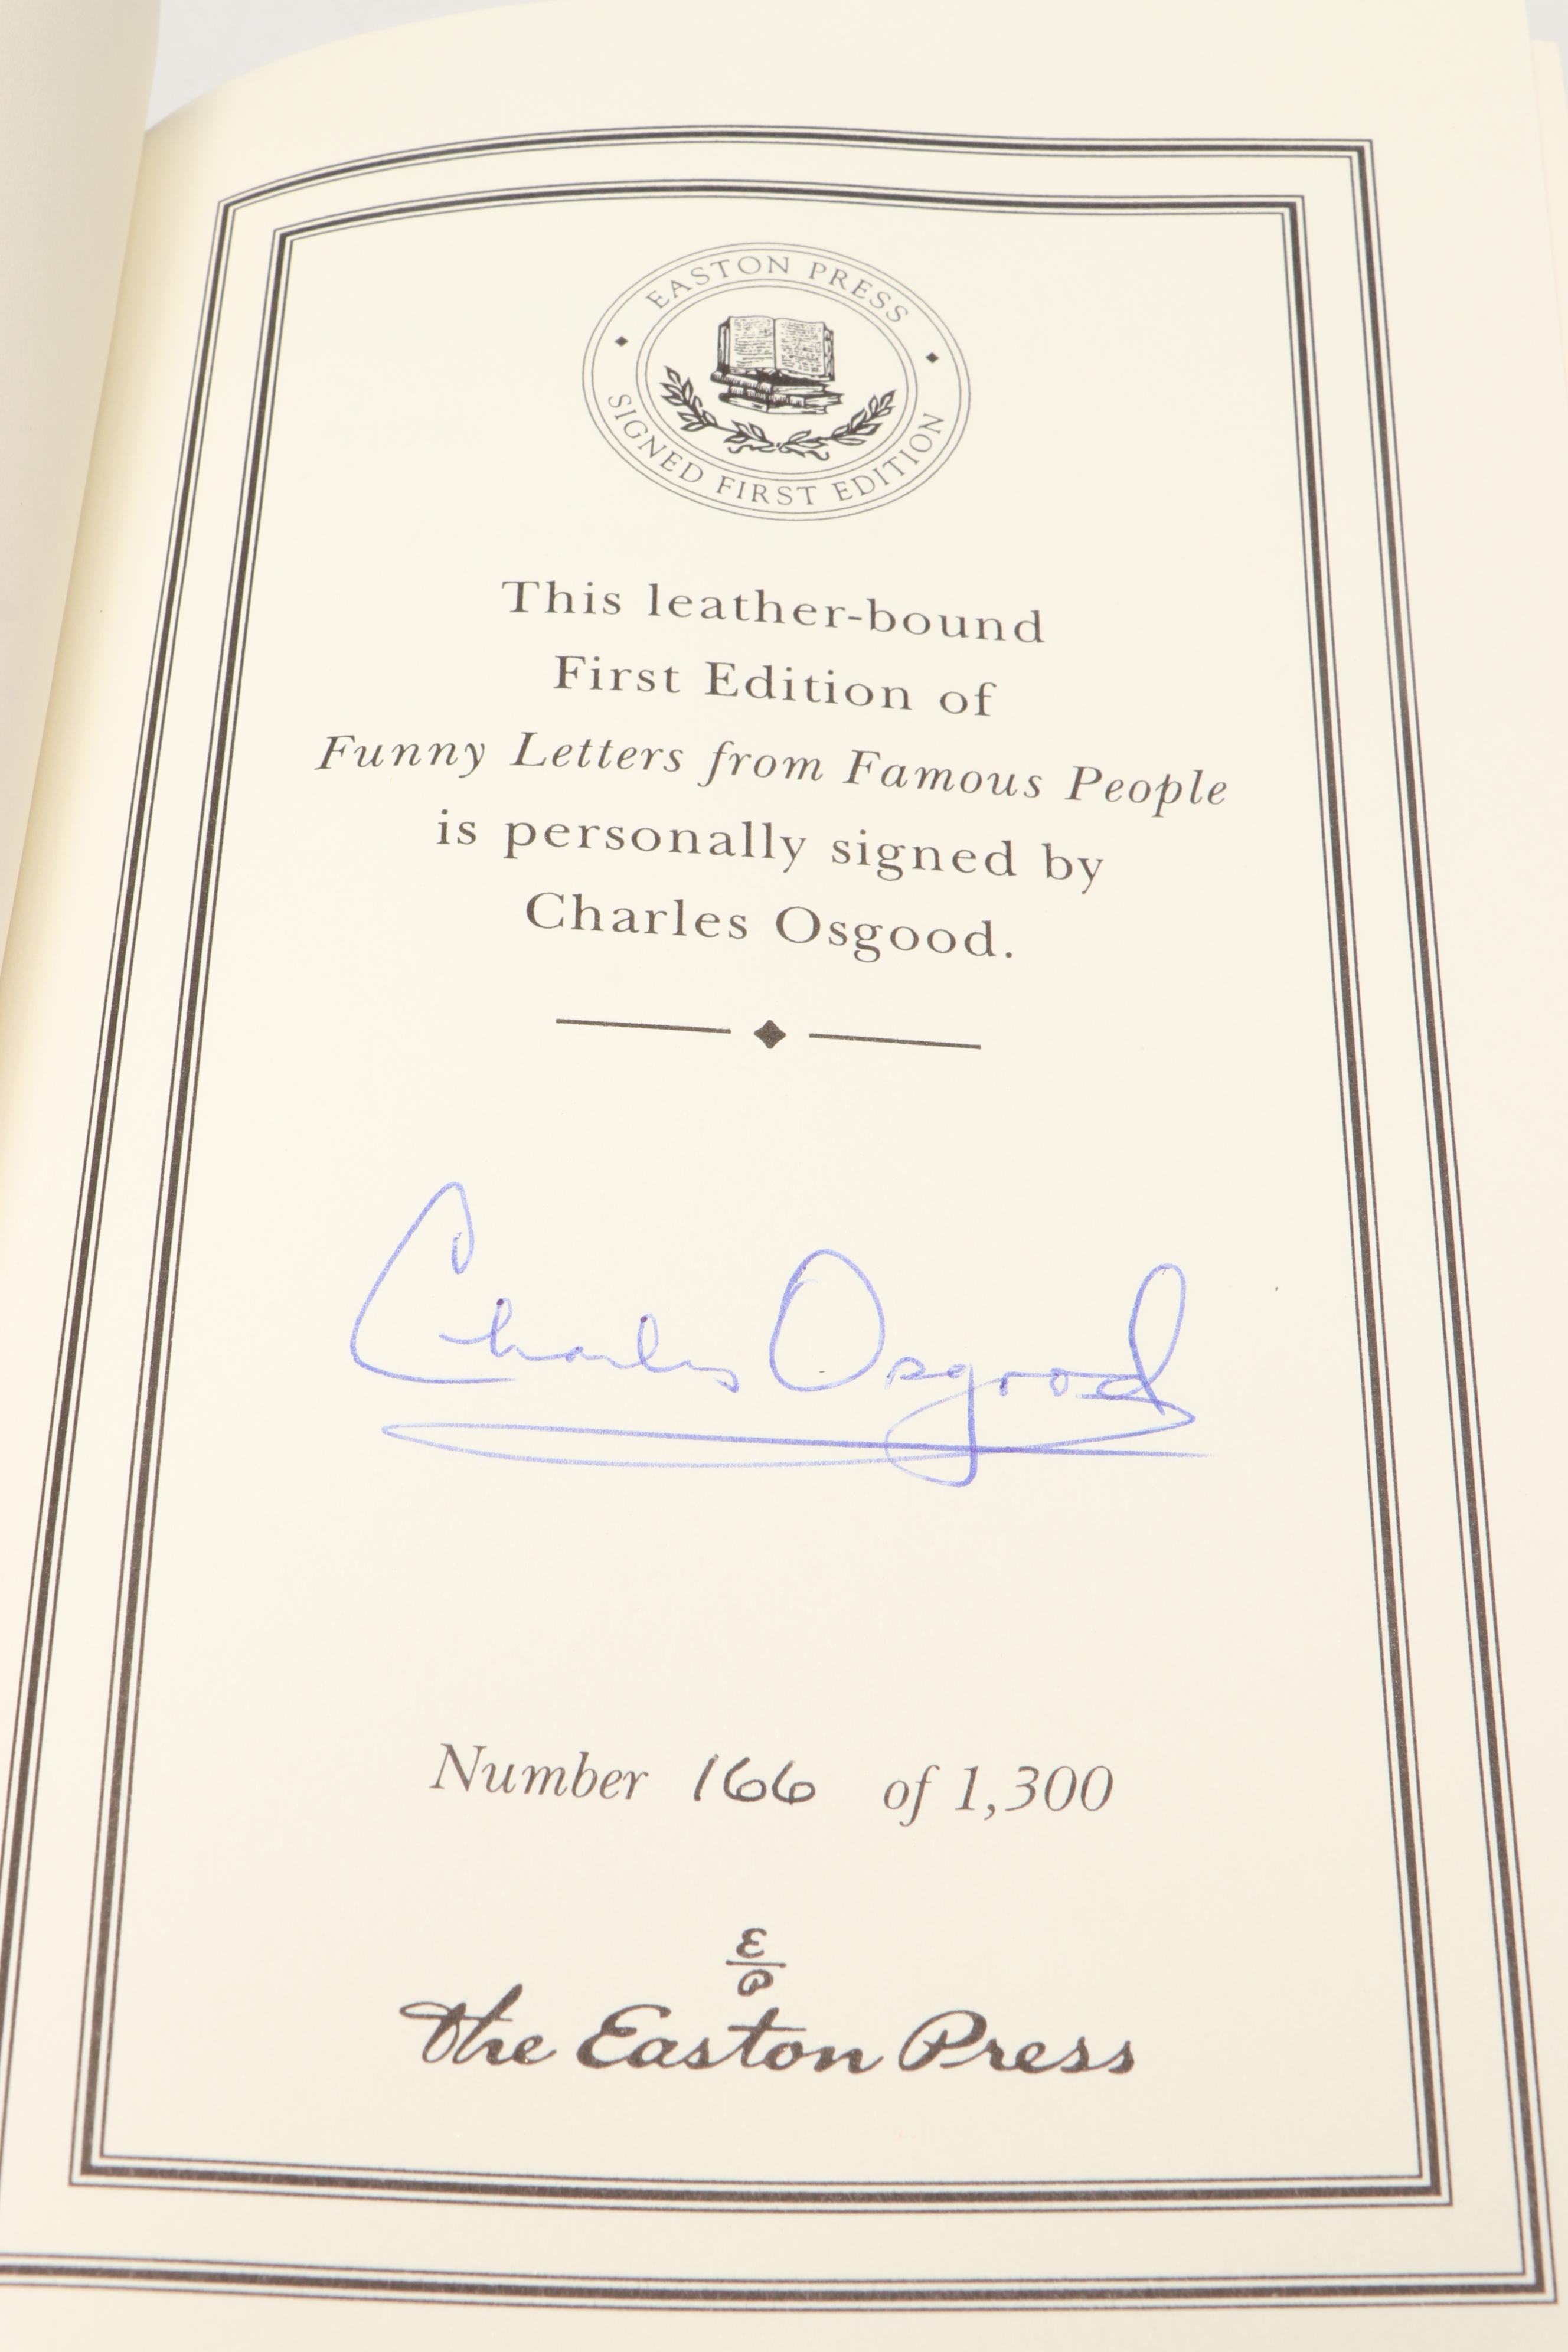 EASTON PRESS
SIGNED FIRST EDITION
This leather-bound
First Edition of
Funny Letters from Famous People
is personally signed by
Charles Osgood.
Charles Osgood
Number 166 of 1,300
E
P
The Easton Press